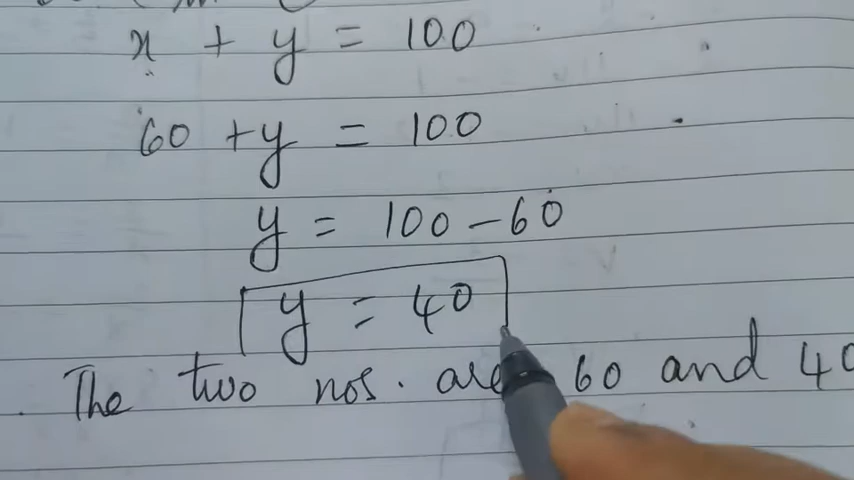 x + y = 100
60 + y = 100
y = 100 - 60
y = 40
The two nos. are 60 and 40